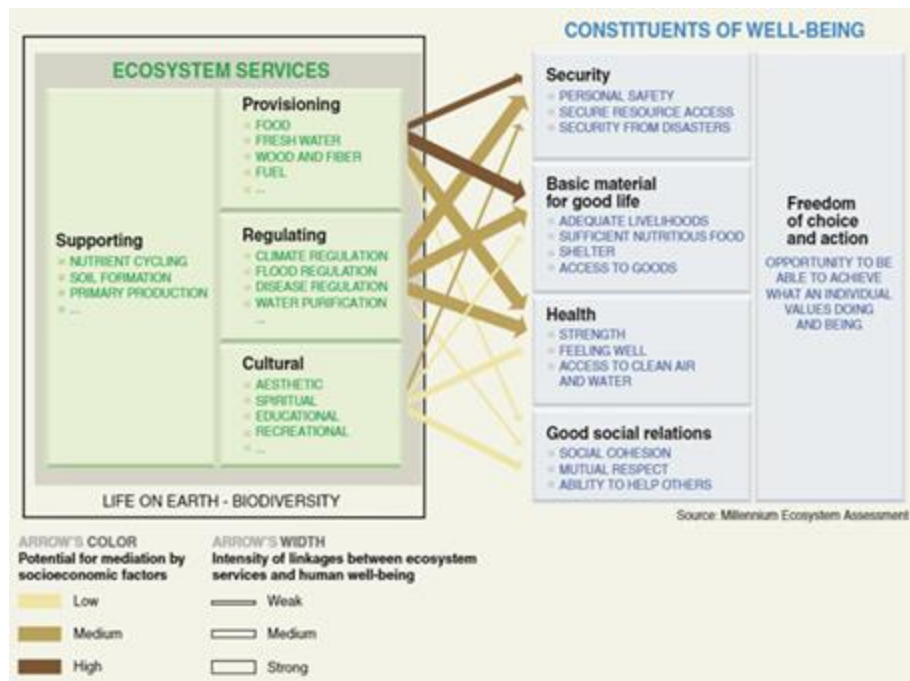 CONSTITUENTS OF WELL-BEING
ECOSYSTEM SERVICES
Supporting
NUTRIENT CYCLING
SOIL FORMATION
PRIMARY PRODUCTION
...
Provisioning
FOOD
FRESH WATER
WOOD AND FIBER
FUEL
...
Regulating
CLIMATE REGULATION
FLOOD REGULATION
DISEASE REGULATION
WATER PURIFICATION
...
Cultural
AESTHETIC
SPIRITUAL
EDUCATIONAL
RECREATIONAL
...
LIFE ON EARTH - BIODIVERSITY
Security
PERSONAL SAFETY
SECURE RESOURCE ACCESS
SECURITY FROM DISASTERS
Basic material
for good life
ADEQUATE LIVELIHOODS
SUFFICIENT NUTRITIOUS FOOD
SHELTER
ACCESS TO GOODS
Health
STRENGTH
FEELING WELL
ACCESS TO CLEAN AIR
AND WATER
Good social relations
SOCIAL COHESION
MUTUAL RESPECT
ABILITY TO HELP OTHERS
Freedom
of choice
and action
OPPORTUNITY TO BE
ABLE TO ACHIEVE
WHAT AN INDIVIDUAL
VALUES DOING
AND BEING
Source: Millennium Ecosystem Assessment
ARROW'S COLOR
Potential for mediation by
socioeconomic factors
Low
Medium
High
ARROW'S WIDTH
Intensity of linkages between ecosystem
services and human well-being
Weak
Medium
Strong